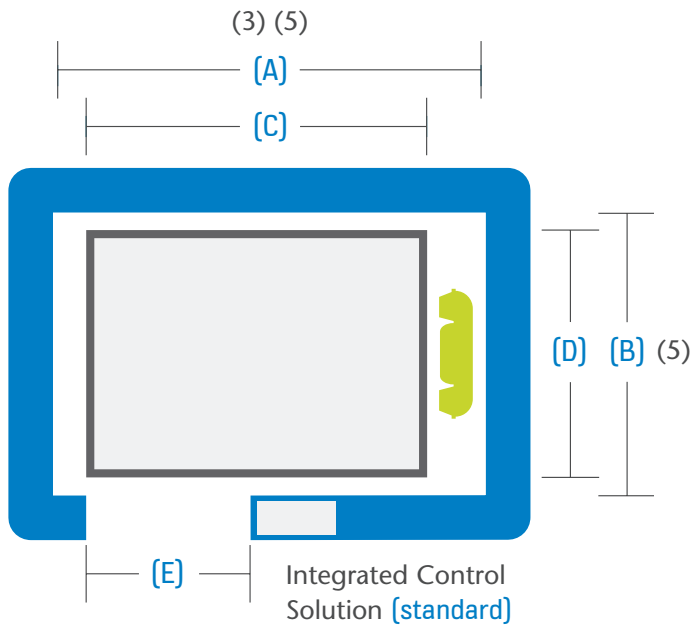 (3) (5)
(A)
(C)
(D) (B) (5)
(E)
Integrated Control
Solution (standard)